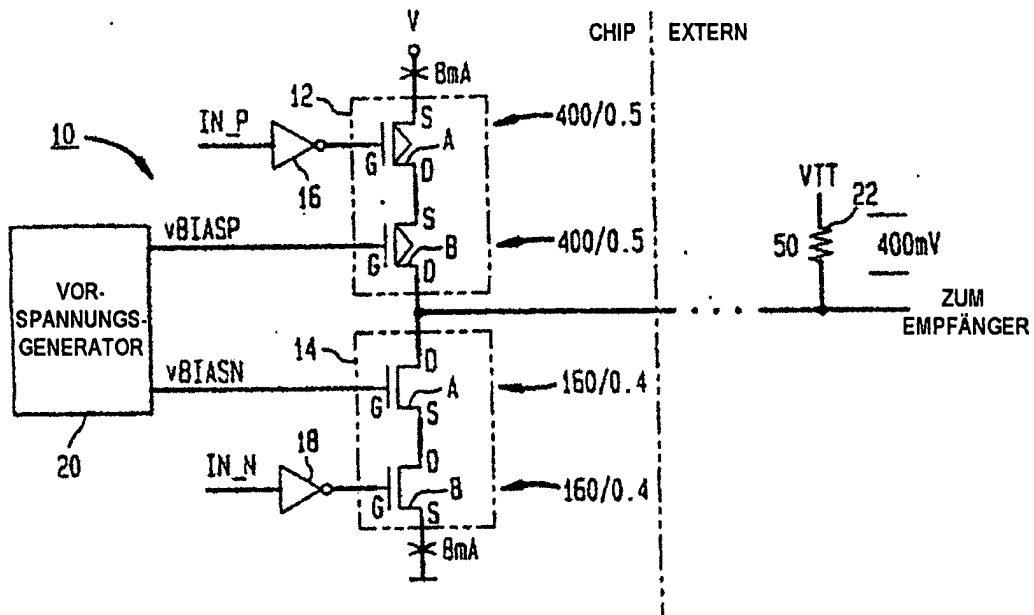 V
CHIP
EXTERN
8mA
12
S
400/0.5
IN_P
A
10
G
D
16
VTT
22
S
vBIASP
B
400/0.5
50
400mV
G
D
VOR-
SPANNUNGS-
GENERATOR
ZUM
EMPFÄNGER
14
D
vBIASN
A
160/0.4
G
S
20
18
D
IN_N
B
160/0.4
G
S
8mA